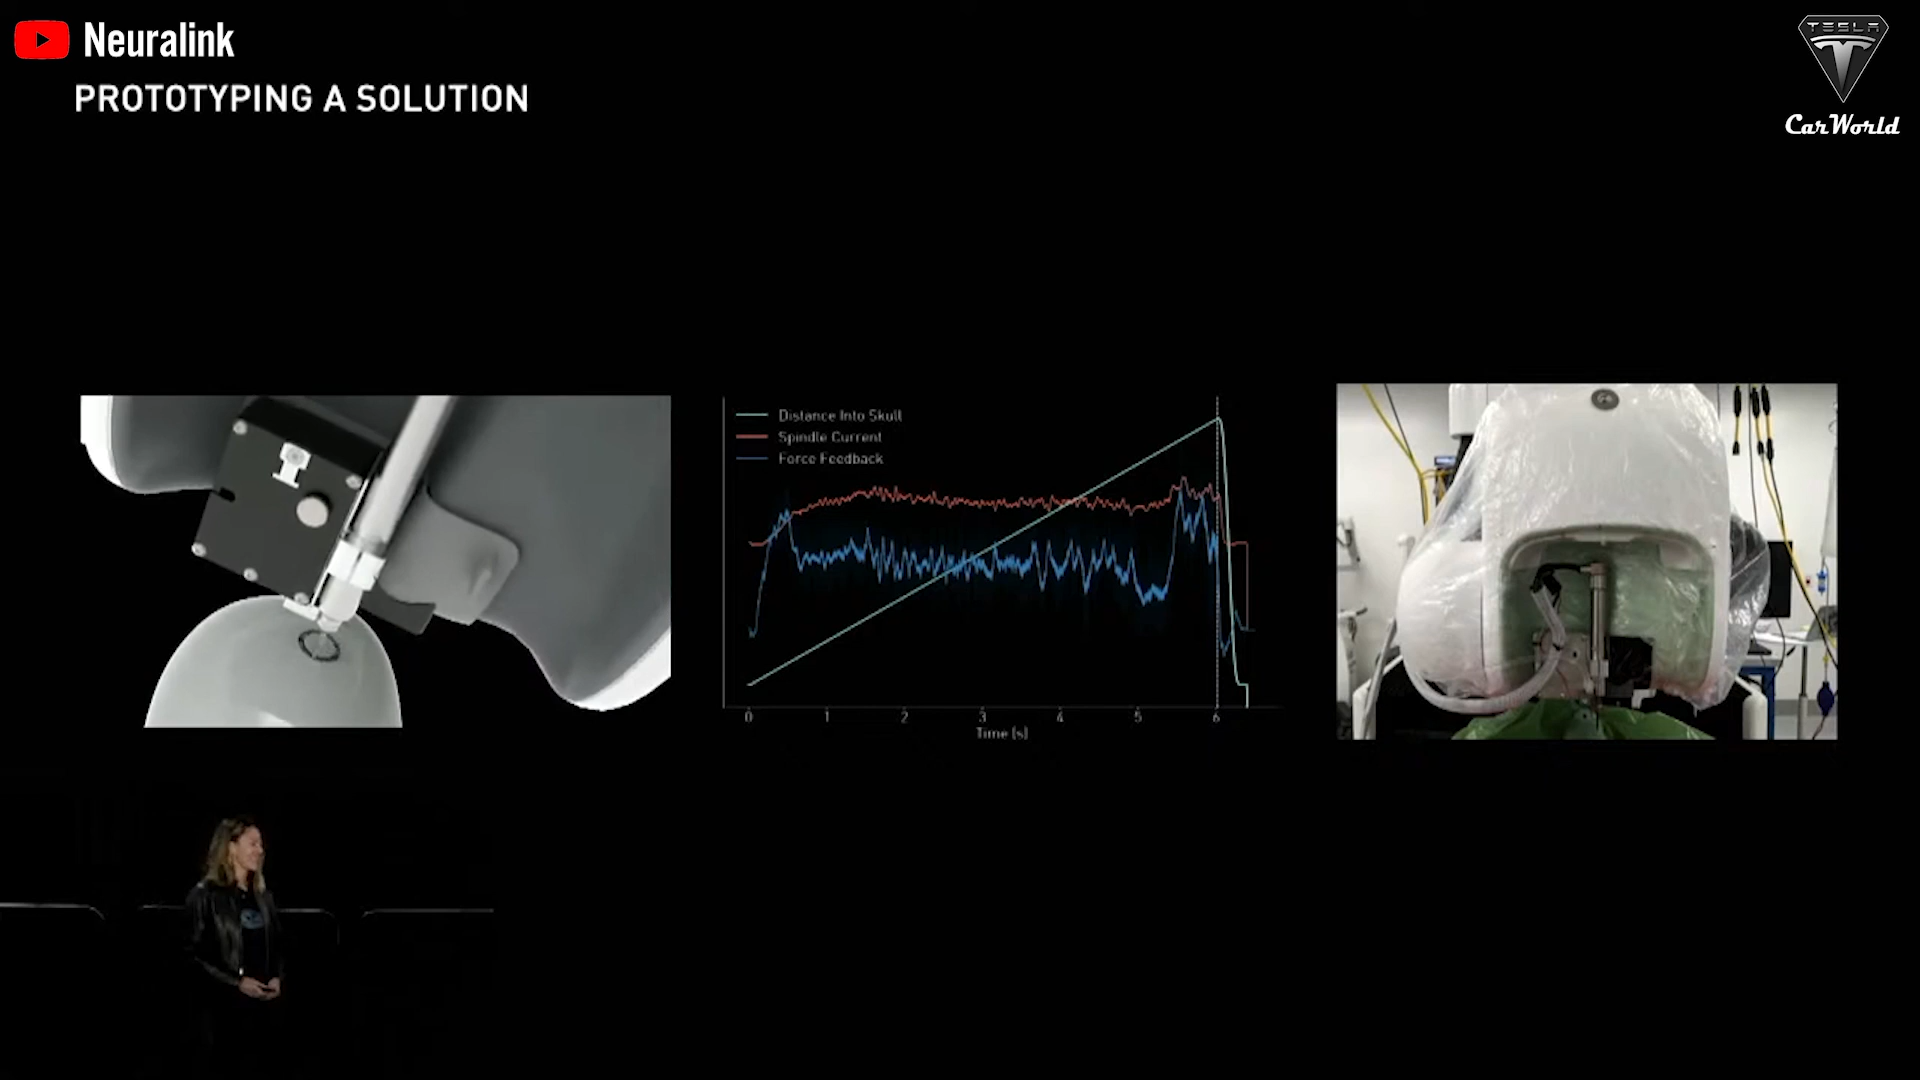 Neuralink
PROTOTYPING A SOLUTION
TESLA
CarWorld
Distance Into Skull
Spindle Current
Force Feedback
0 1 2 3 4 5 6
Time (s)